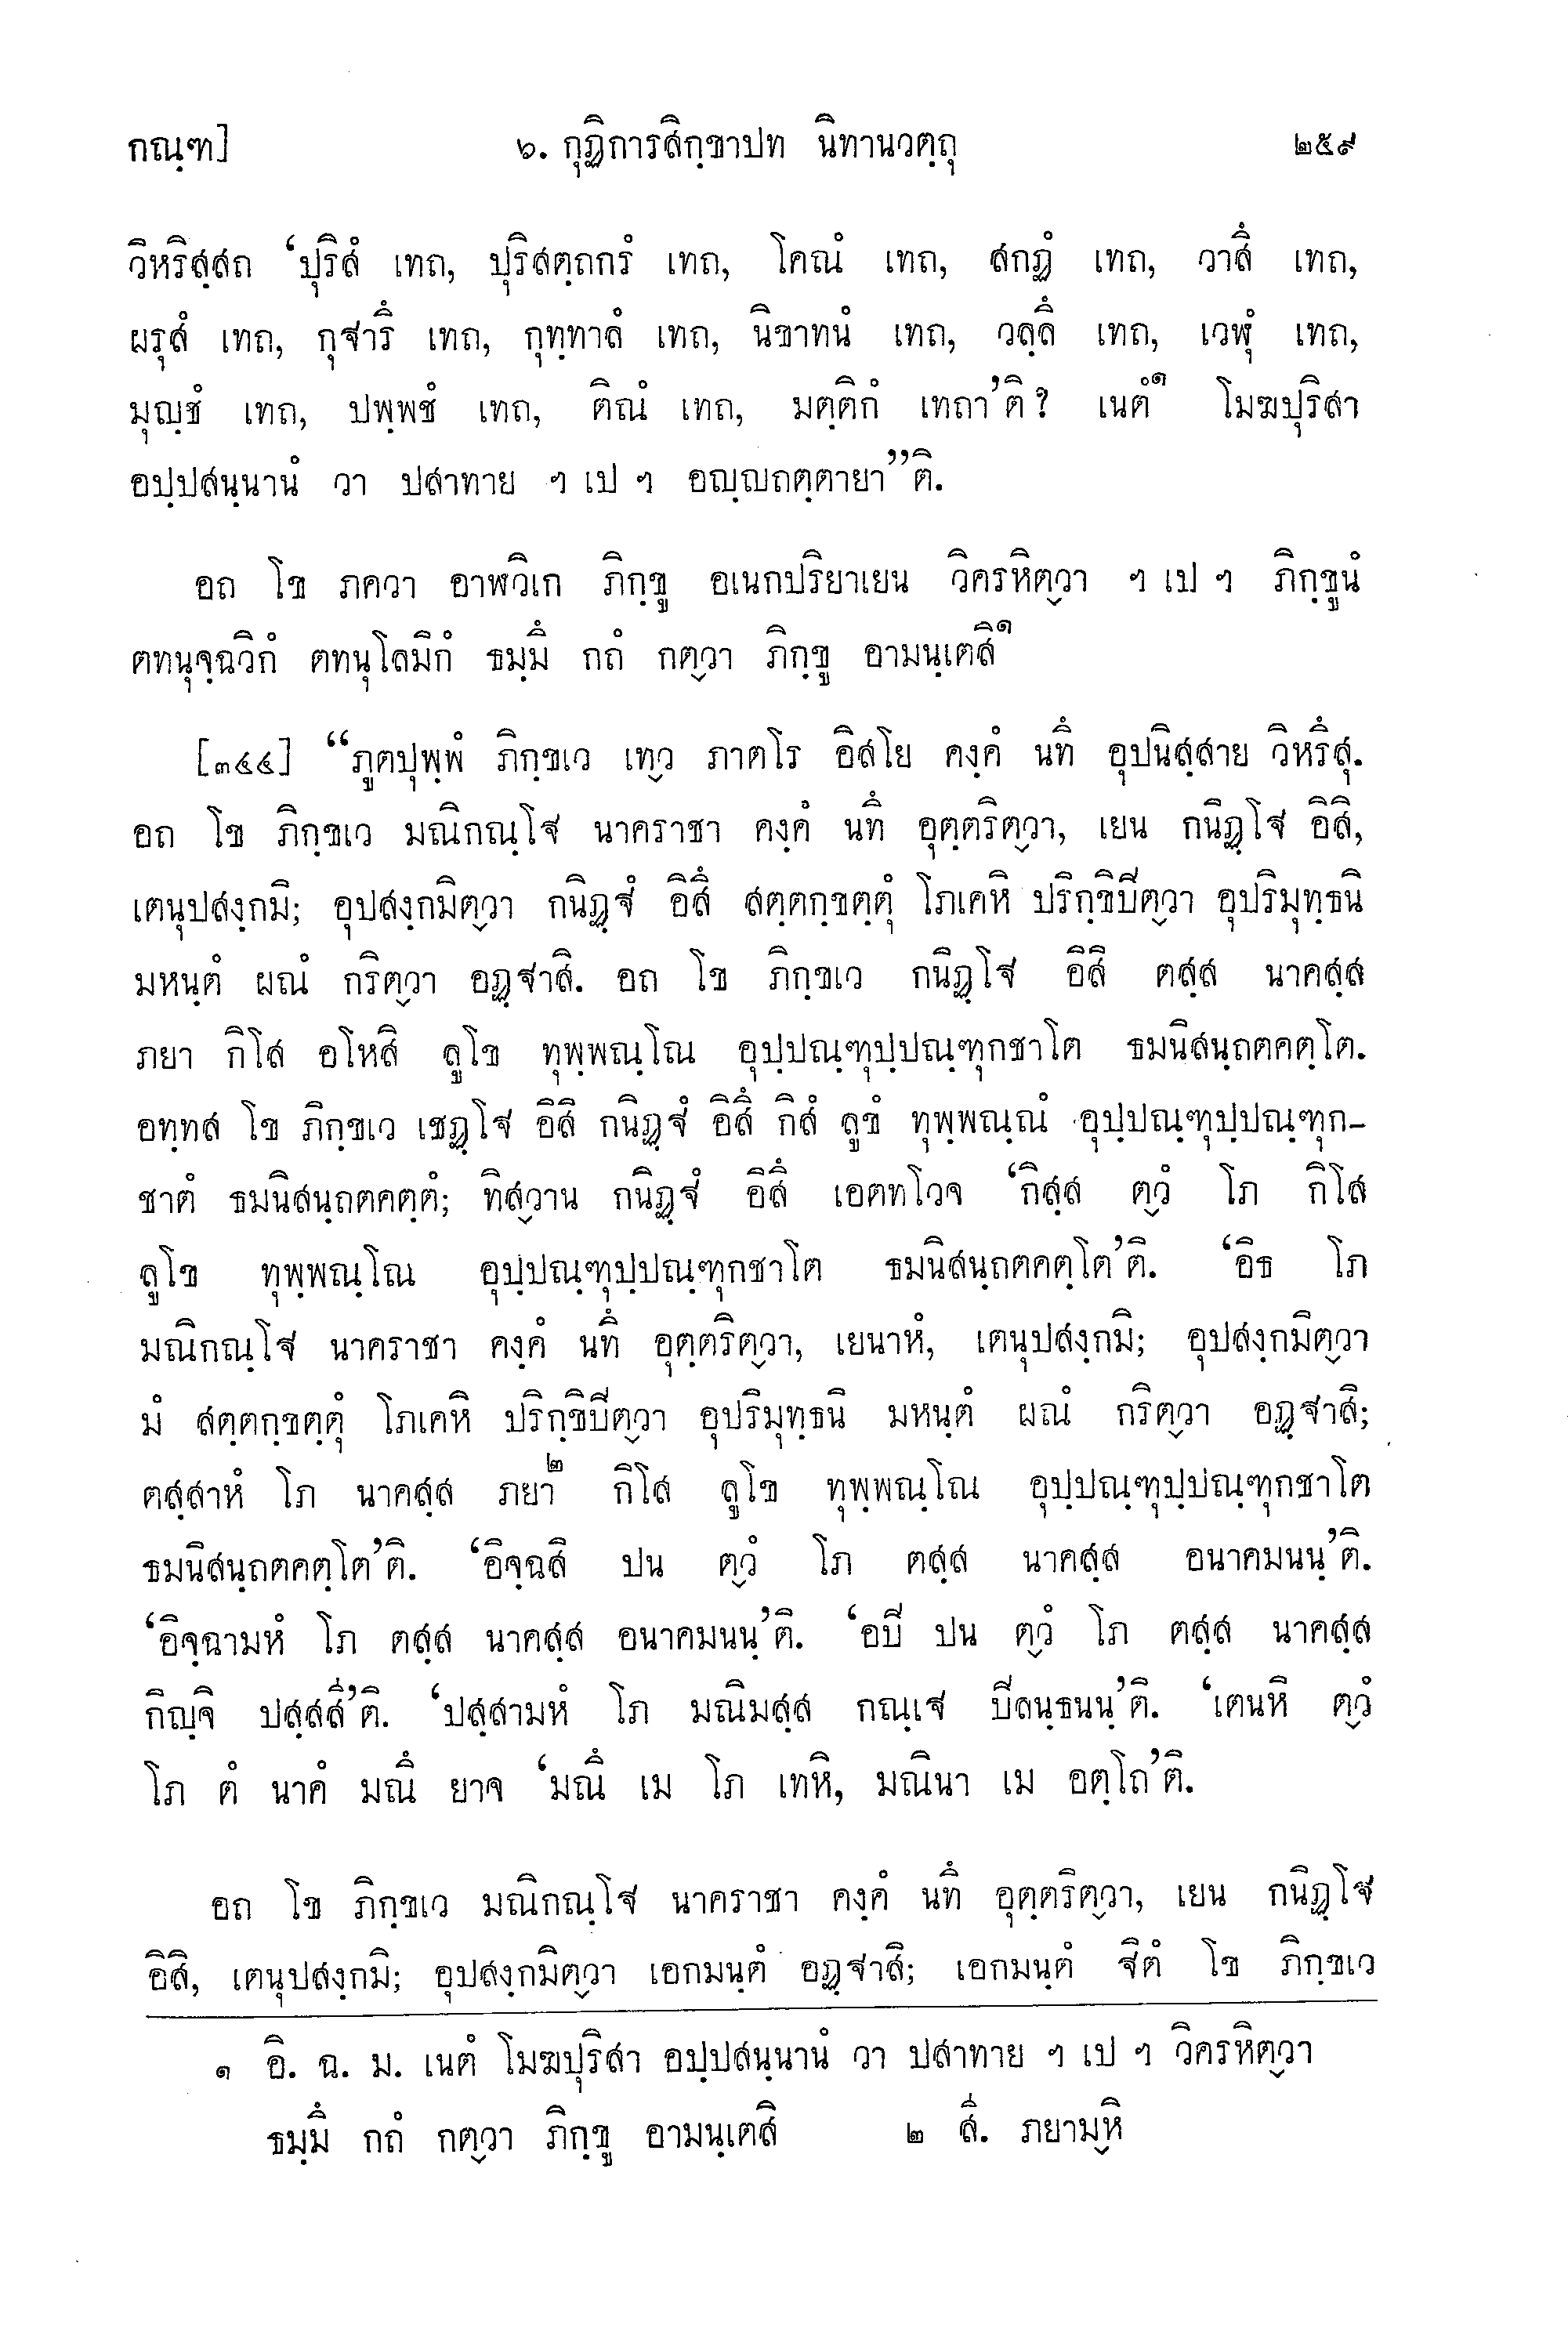 กณฺฑ] ๖. กุฏิการสิกฺขาปท นิทานวตฺถุ ๒๕๙
วิหริสฺสถ ‘ปุริสํ เทถ, ปุริสตฺถกรํ เทถ, โคณํ เทถ, สกฏํ เทถ, วาสึ เทถ,
ผรุสํ เทถ, กุฐารึ เทถ, กุทฺทาลํ เทถ, นิขาทนํ เทถ, วลฺลึ เทถ, เวฬุํ เทถ,
มุญฺชํ เทถ, ปพฺพชํ เทถ, ติณํ เทถ, มตฺติกํ เทถา’ติ? เนตํ๑ โมฆปุริสา
อปฺปสนฺนานํ วา ปสาทาย ฯ เป ฯ อญฺญถตฺตายา”ติ.
อถ โข ภควา อาฬวิเก ภิกฺขู อเนกปริยาเยน วิครหิตฺวา ฯ เป ฯ ภิกฺขูนํ
ตทนุจฺฉวิกํ ตทนุโลมิกํ ธมฺมึ กถํ กตฺวา ภิกฺขู อามนฺเตสิ๑
[๓๔๔] “ภูตปุพฺพํ ภิกฺขเว เทฺว ภาตโร อิสโย คงฺคํ นทึ อุปนิสฺสาย วิหรึสุ.
อถ โข ภิกฺขเว มณิกณฺโฐ นาคราชา คงฺคํ นทึ อุตฺตริตฺวา, เยน กนิฏฺโฐ อิสิ,
เตนุปสงฺกมิ; อุปสงฺกมิตฺวา กนิฏฺฐํ อิสึ สตฺตกฺขตฺตุํ โภเคหิ ปริกฺขิปิตฺวา อุปริมุทฺธนิ
มหนฺตํ ผณํ กริตฺวา อฏฺฐาสิ. อถ โข ภิกฺขเว กนิฏฺโฐ อิสิ ตสฺส นาคสฺส
ภยา กิโส อโหสิ ลูโข ทุพฺพณฺโณ อุปฺปณฺฑุปฺปณฺฑุกชาโต ธมนิสนฺถตคตฺโต.
อทฺทส โข ภิกฺขเว เชฏฺโฐ อิสิ กนิฏฺฐํ อิสึ กิสํ ลูขํ ทุพฺพณฺณํ อุปฺปณฺฑุปฺปณฺฑุก-
ชาตํ ธมนิสนฺถตคตฺตํ; ทิสฺวาน กนิฏฺฐํ อิสึ เอตทโวจ ‘กิสฺส ตฺวํ โภ กิโส
ลูโข ทุพฺพณฺโณ อุปฺปณฺฑุปฺปณฺฑุกชาโต ธมนิสนฺถตคตฺโต’ติ. ‘อิธ โภ
มณิกณฺโฐ นาคราชา คงฺคํ นทึ อุตฺตริตฺวา, เยนาหํ, เตนุปสงฺกมิ; อุปสงฺกมิตฺวา
มํ สตฺตกฺขตฺตุํ โภเคหิ ปริกฺขิปิตฺวา อุปริมุทฺธนิ มหนฺตํ ผณํ กริตฺวา อฏฺฐาสิ;
ตสฺสาหํ โภ นาคสฺส ภยา๒ กิโส ลูโข ทุพฺพณฺโณ อุปฺปณฺฑุปฺปณฺฑุกชาโต
ธมนิสนฺถตคตฺโต’ติ. ‘อิจฺฉสิ ปน ตฺวํ โภ ตสฺส นาคสฺส อนาคมนนฺ’ติ.
‘อิจฺฉามหํ โภ ตสฺส นาคสฺส อนาคมนนฺ’ติ. ‘อปิ ปน ตฺวํ โภ ตสฺส นาคสฺส
กิญฺจิ ปสฺสสี’ติ. ‘ปสฺสามหํ โภ มณิมสฺส กณฺเฐ ปิลนฺธนนฺ’ติ. ‘เตนหิ ตฺวํ
โภ ตํ นาคํ มณึ ยาจ ‘มณึ เม โภ เทหิ, มณินา เม อตฺโถ’ติ.
อถ โข ภิกฺขเว มณิกณฺโฐ นาคราชา คงฺคํ นทึ อุตฺตริตฺวา, เยน กนิฏฺโฐ
อิสิ, เตนุปสงฺกมิ; อุปสงฺกมิตฺวา เอกมนฺตํ อฏฺฐาสิ; เอกมนฺตํ ฐิตํ โข ภิกฺขเว
๑ อิ. ฉ. ม. เนตํ โมฆปุริสา อปฺปสนฺนานํ วา ปสาทาย ฯ เป ฯ วิครหิตฺวา
ธมฺมึ กถํ กตฺวา ภิกฺขู อามนฺเตสิ ๒ สี. ภยามฺหิ